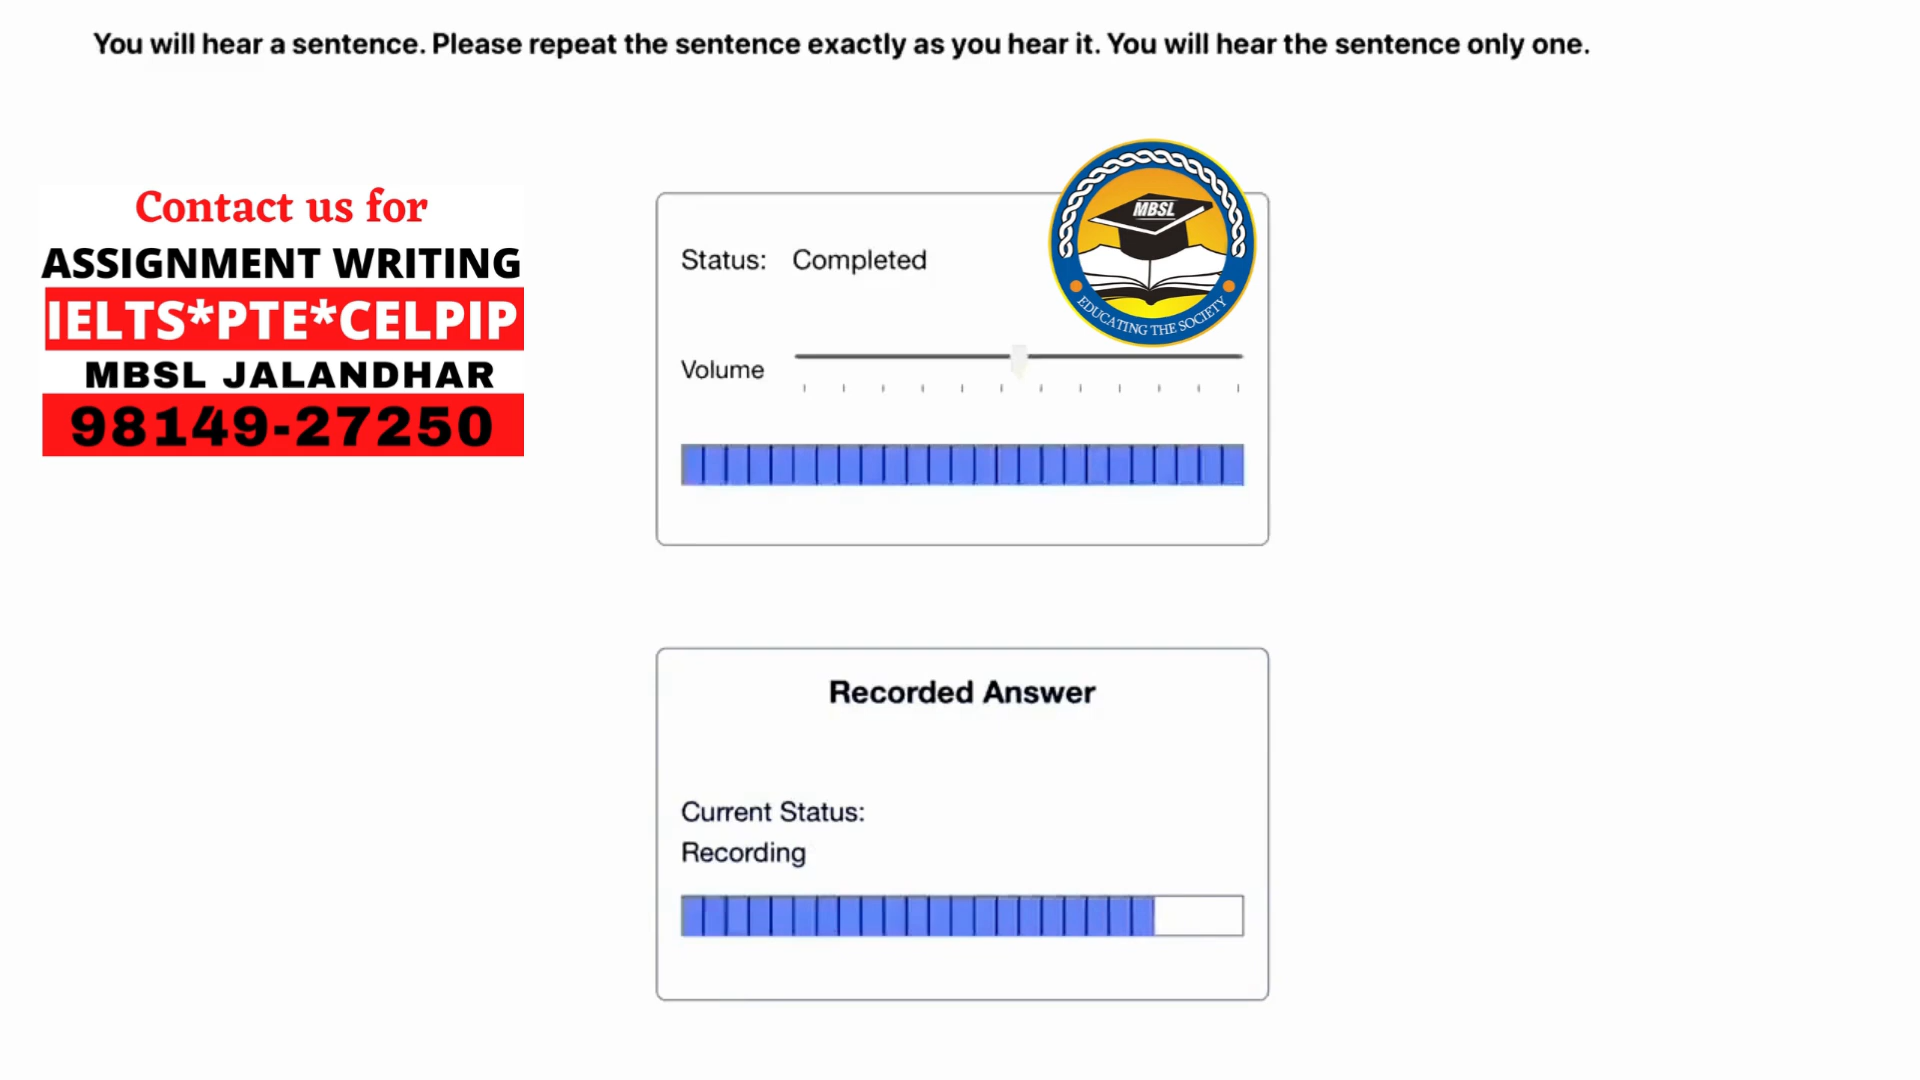 You will hear a sentence. Please repeat the sentence exactly as you hear it. You will hear the sentence only one.
Contact us for
ASSIGNMENT WRITING
IELTS*PTE*CELPIP
MBSL JALANDHAR
98149-27250
MBSL
EDUCATING THE SOCIETY
Status: Completed
Volume
Recorded Answer
Current Status:
Recording